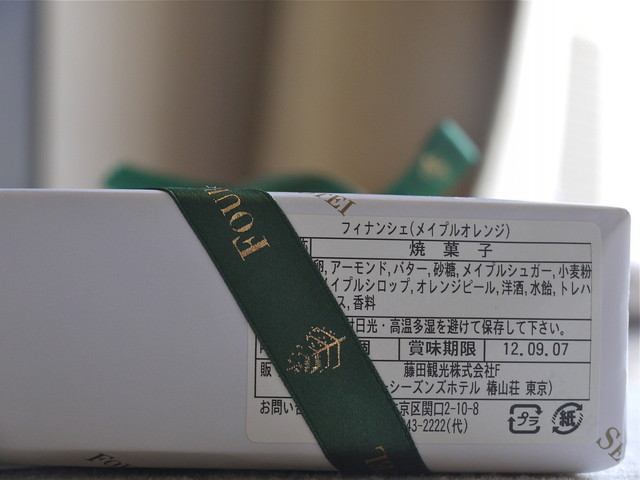 FOU
TEI
フィナンシェ(メイプルオレンジ)
焼菓子
卵,アーモンド,バター,砂糖,メイプルシュガー,小麦粉
イプルシロップ,オレンジピール,洋酒,水飴,トレハ
ス,香料
射日光・高温多湿を避けて保存して下さい。
個 賞味期限 12.09.07
販 藤田観光株式会社F
シーズンズホテル 椿山荘 東京)
お問い合 京区関口2-10-8
43-2222(代)
プラ 紙
FOU
SE